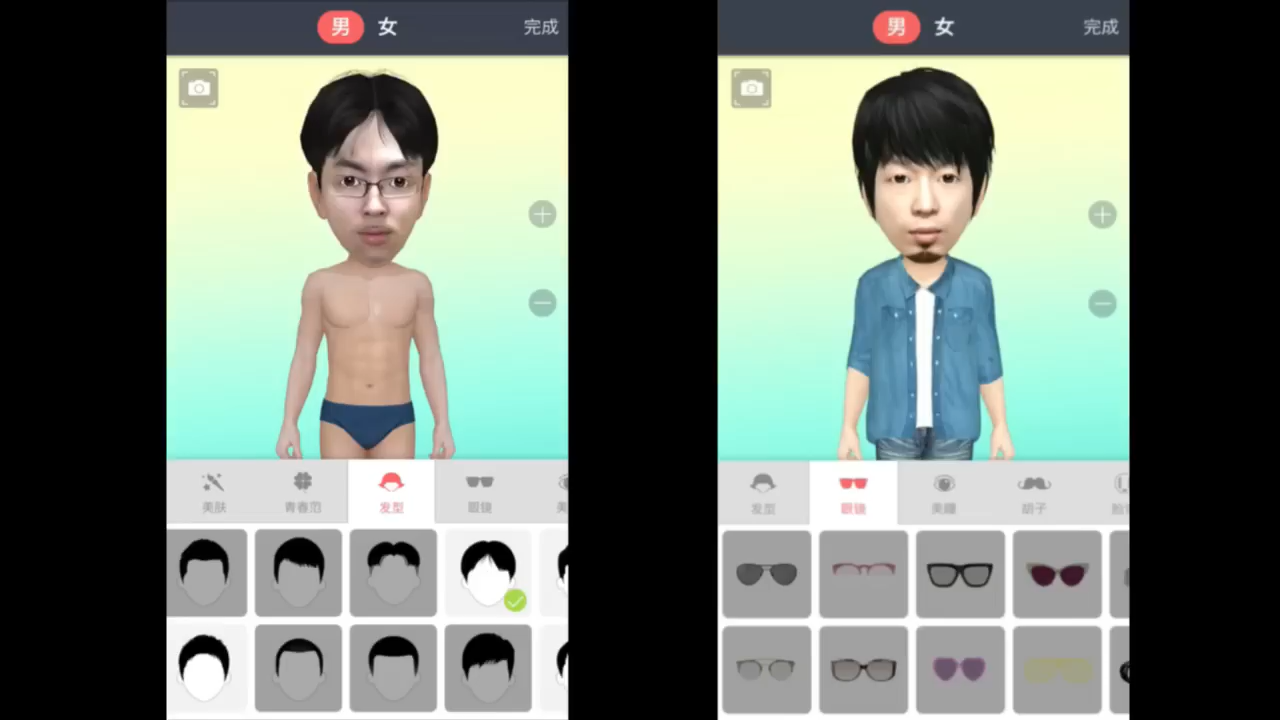 男 女 完成
美肤 青春范 发型 眼镜
男 女 完成
发型 眼镜 美瞳 胡子